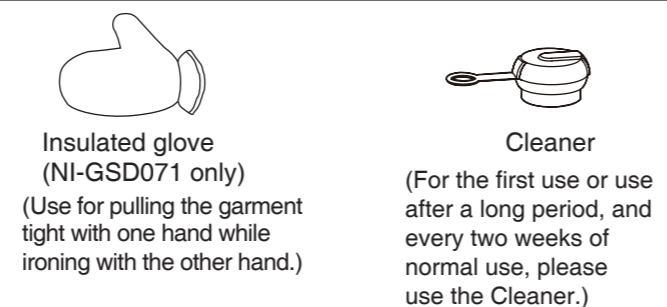 Insulated glove
(NI-GSD071 only)
(Use for pulling the garment
tight with one hand while
ironing with the other hand.)
Cleaner
(For the first use or use
after a long period, and
every two weeks of
normal use, please
use the Cleaner.)